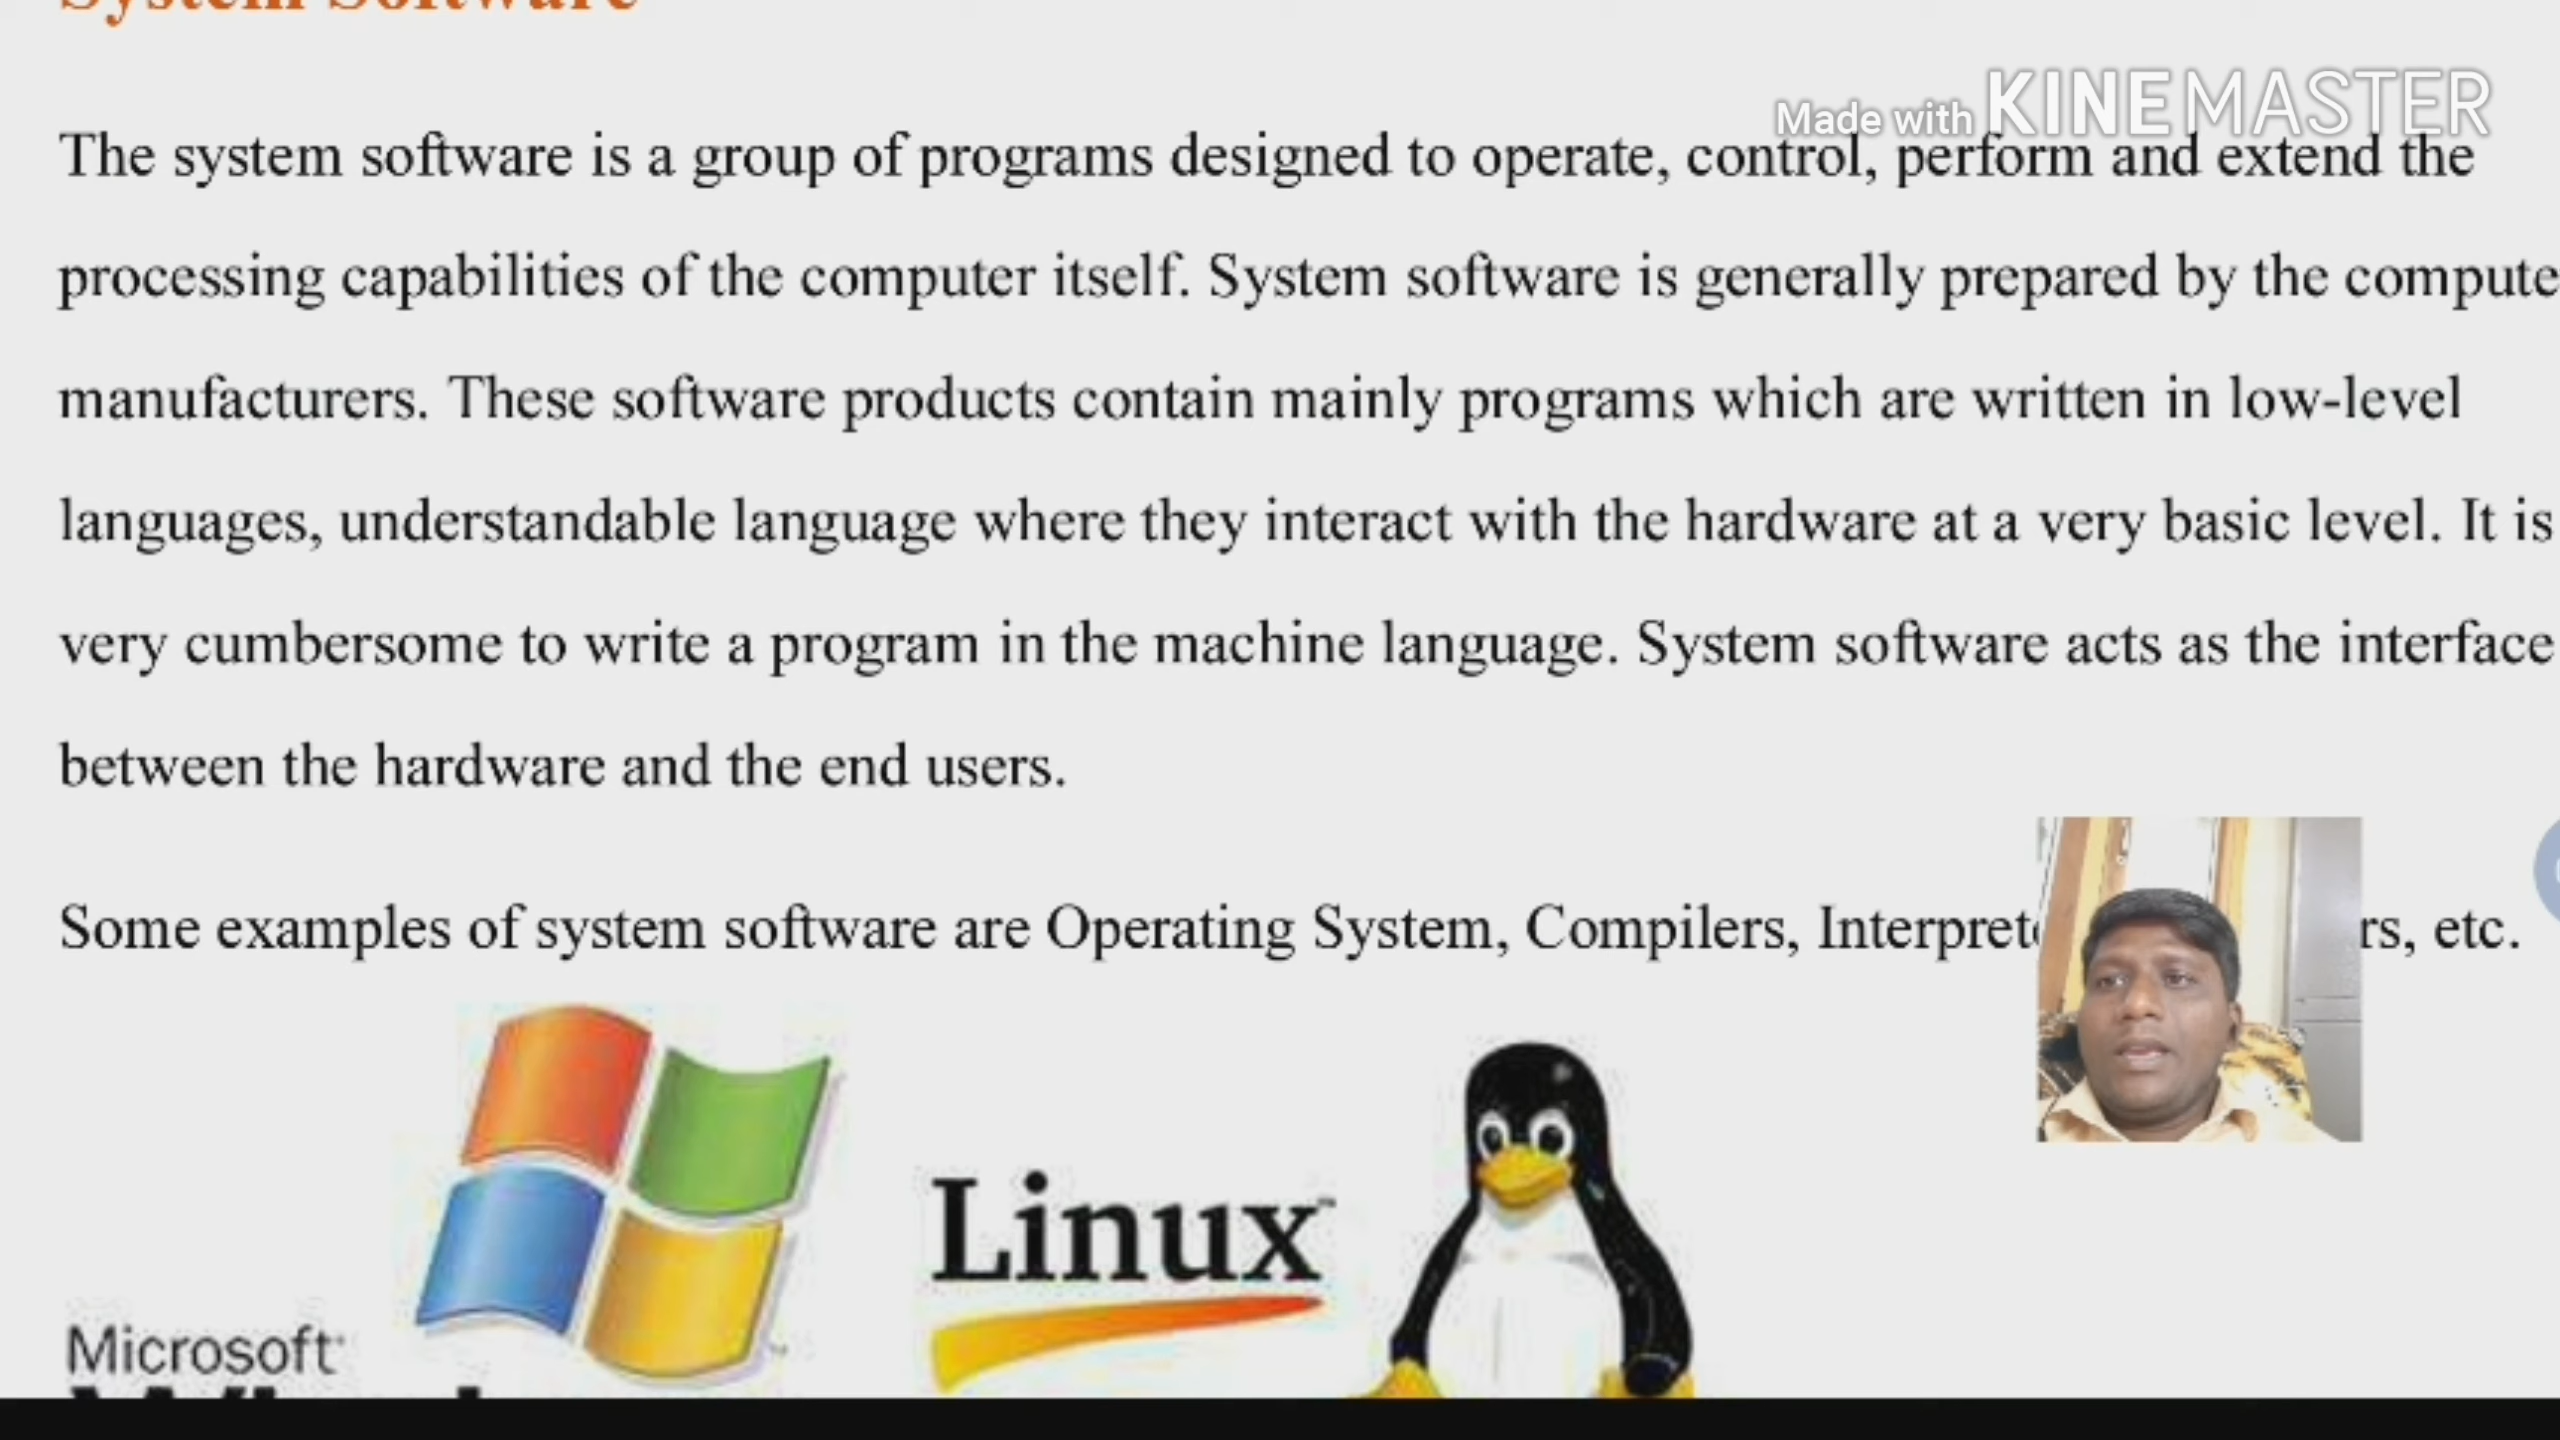 System Software
Made with KINEMASTER
The system software is a group of programs designed to operate, control, perform and extend the
processing capabilities of the computer itself. System software is generally prepared by the compute
manufacturers. These software products contain mainly programs which are written in low-level
languages, understandable language where they interact with the hardware at a very basic level. It is
very cumbersome to write a program in the machine language. System software acts as the interface
between the hardware and the end users.
Some examples of system software are Operating System, Compilers, Interprete rs, etc.
Linux™
Microsoft